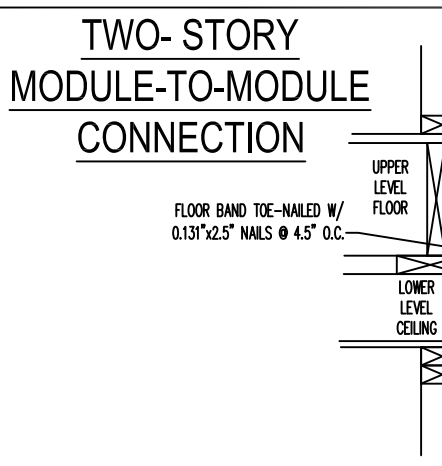 TWO- STORY
MODULE-TO-MODULE
CONNECTION
UPPER
LEVEL
FLOOR
FLOOR BAND TOE-NAILED W/
0.131"x2.5" NAILS @ 4.5" O.C.
LOWER
LEVEL
CEILING